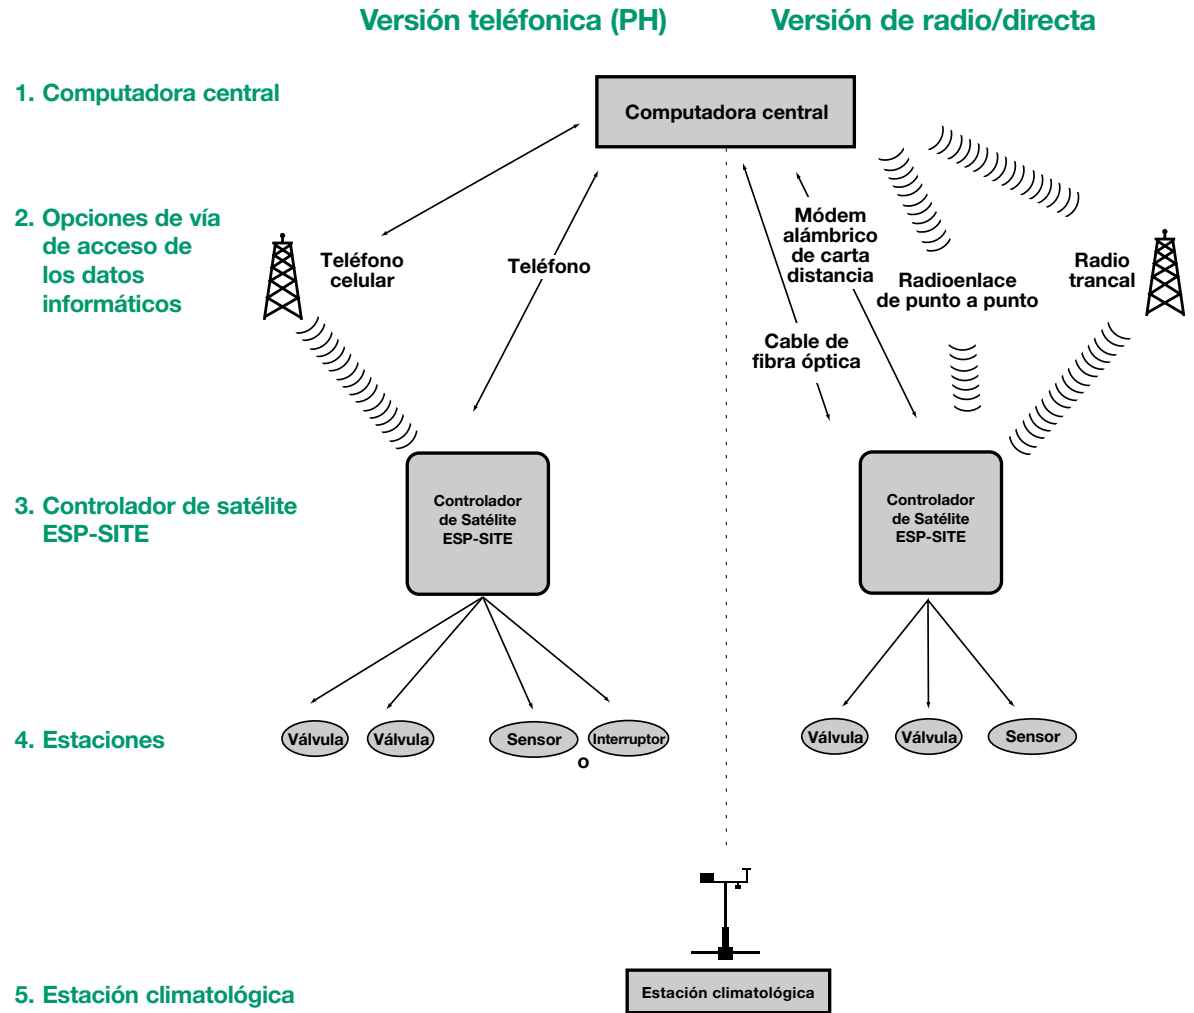 Versión teléfonica (PH)
Versión de radio/directa
1. Computadora central
Computadora central
2. Opciones de vía
de acceso de
los datos
informáticos
Teléfono
celular
Teléfono
Módem
alámbrico
de carta
distancia
Radioenlace
de punto a punto
Radio
trancal
Cable de
fibra óptica
3. Controlador de satélite
ESP-SITE
Controlador
de Satélite
ESP-SITE
Controlador
de Satélite
ESP-SITE
4. Estaciones
Válvula
Válvula
Sensor
o
Interruptor
Válvula
Válvula
Sensor
5. Estación climatológica
Estación climatológica